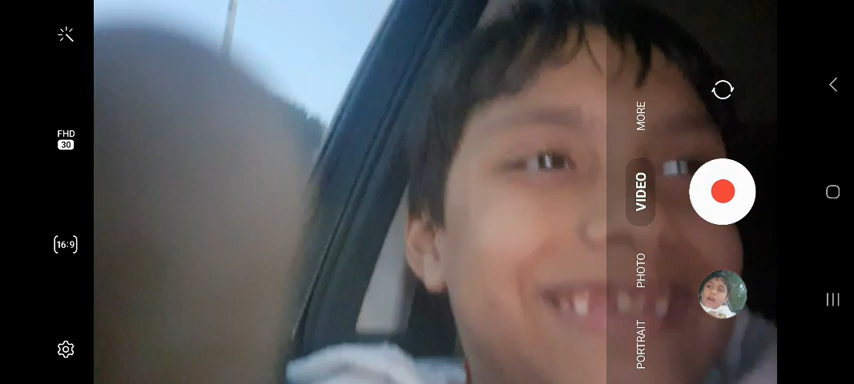 FHD
30
16:9
MORE
VIDEO
PHOTO
PORTRAIT